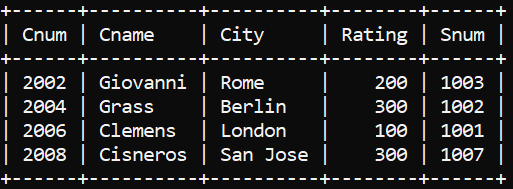 +------+----------+----------+--------+------+
| Cnum | Cname    | City     | Rating | Snum |
+------+----------+----------+--------+------+
| 2002 | Giovanni | Rome     |    200 | 1003 |
| 2004 | Grass    | Berlin   |    300 | 1002 |
| 2006 | Clemens  | London   |    100 | 1001 |
| 2008 | Cisneros | San Jose |    300 | 1007 |
+------+----------+----------+--------+------+